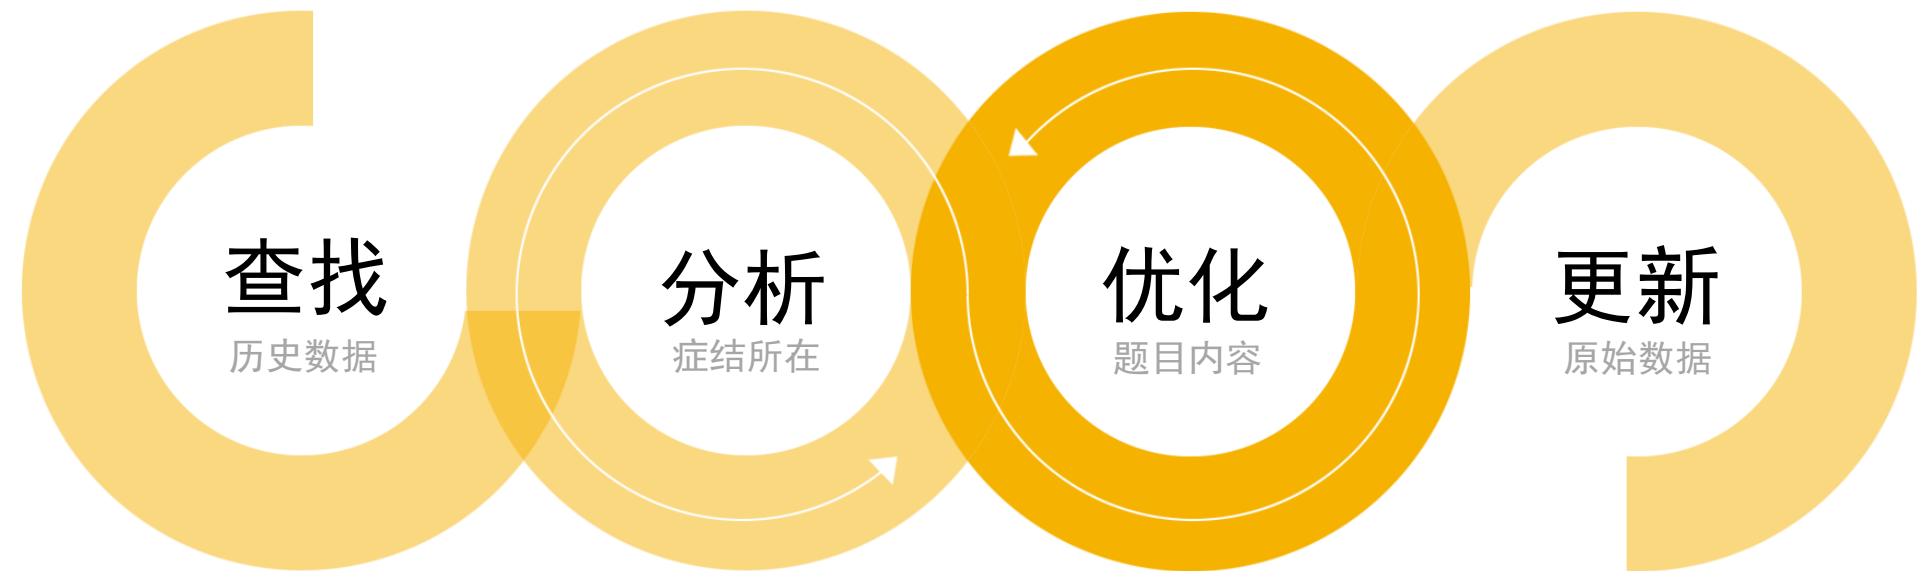 查找
历史数据
分析
症结所在
优化
题目内容
更新
原始数据